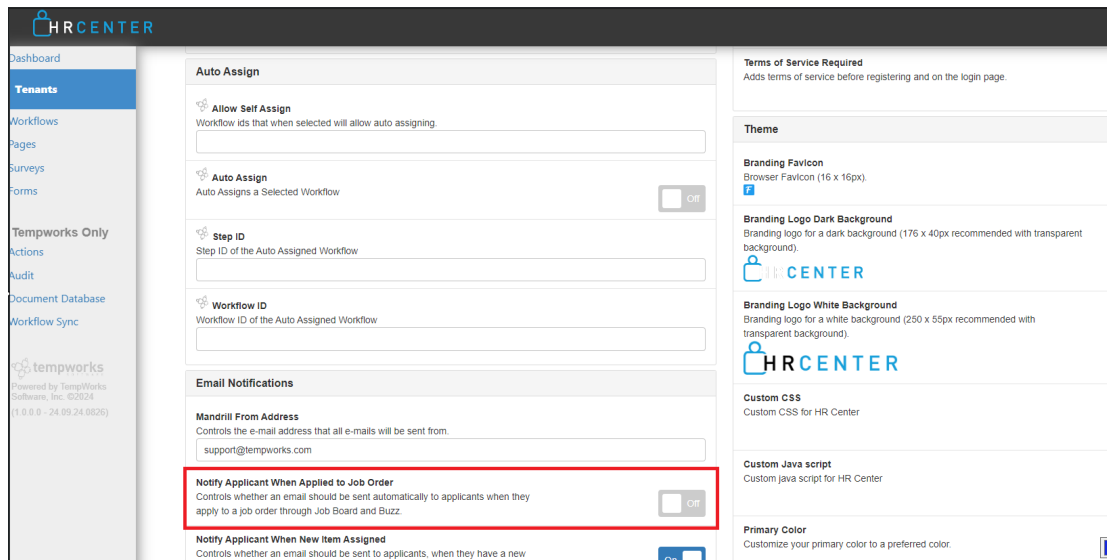 HRCENTER
Dashboard
Tenants
Workflows
Pages
Surveys
Forms
Tempworks Only
Actions
Audit
Document Database
Workflow Sync
tempworks
Powered by TempWorks
Software, Inc. ©2024
(1.0.0.0 - 24.09.24.0826)
Auto Assign
Allow Self Assign
Workflow ids that when selected will allow auto assigning.
Auto Assign
Auto Assigns a Selected Workflow
Off
Step ID
Step ID of the Auto Assigned Workflow
Workflow ID
Workflow ID of the Auto Assigned Workflow
Email Notifications
Mandrill From Address
Controls the e-mail address that all e-mails will be sent from.
support@tempworks.com
Notify Applicant When Applied to Job Order
Controls whether an email should be sent automatically to applicants when they
apply to a job order through Job Board and Buzz.
Off
Notify Applicant When New Item Assigned
Controls whether an email should be sent to applicants, when they have a new
On
Terms of Service Required
Adds terms of service before registering and on the login page.
Theme
Branding FavIcon
Browser FavIcon (16 x 16px).
F
Branding Logo Dark Background
Branding logo for a dark background (176 x 40px recommended with transparent
background).
HRCENTER
Branding Logo White Background
Branding logo for a white background (250 x 55px recommended with
transparent background).
HRCENTER
Custom CSS
Custom CSS for HR Center
Custom Java script
Custom java script for HR Center
Primary Color
Customize your primary color to a preferred color.